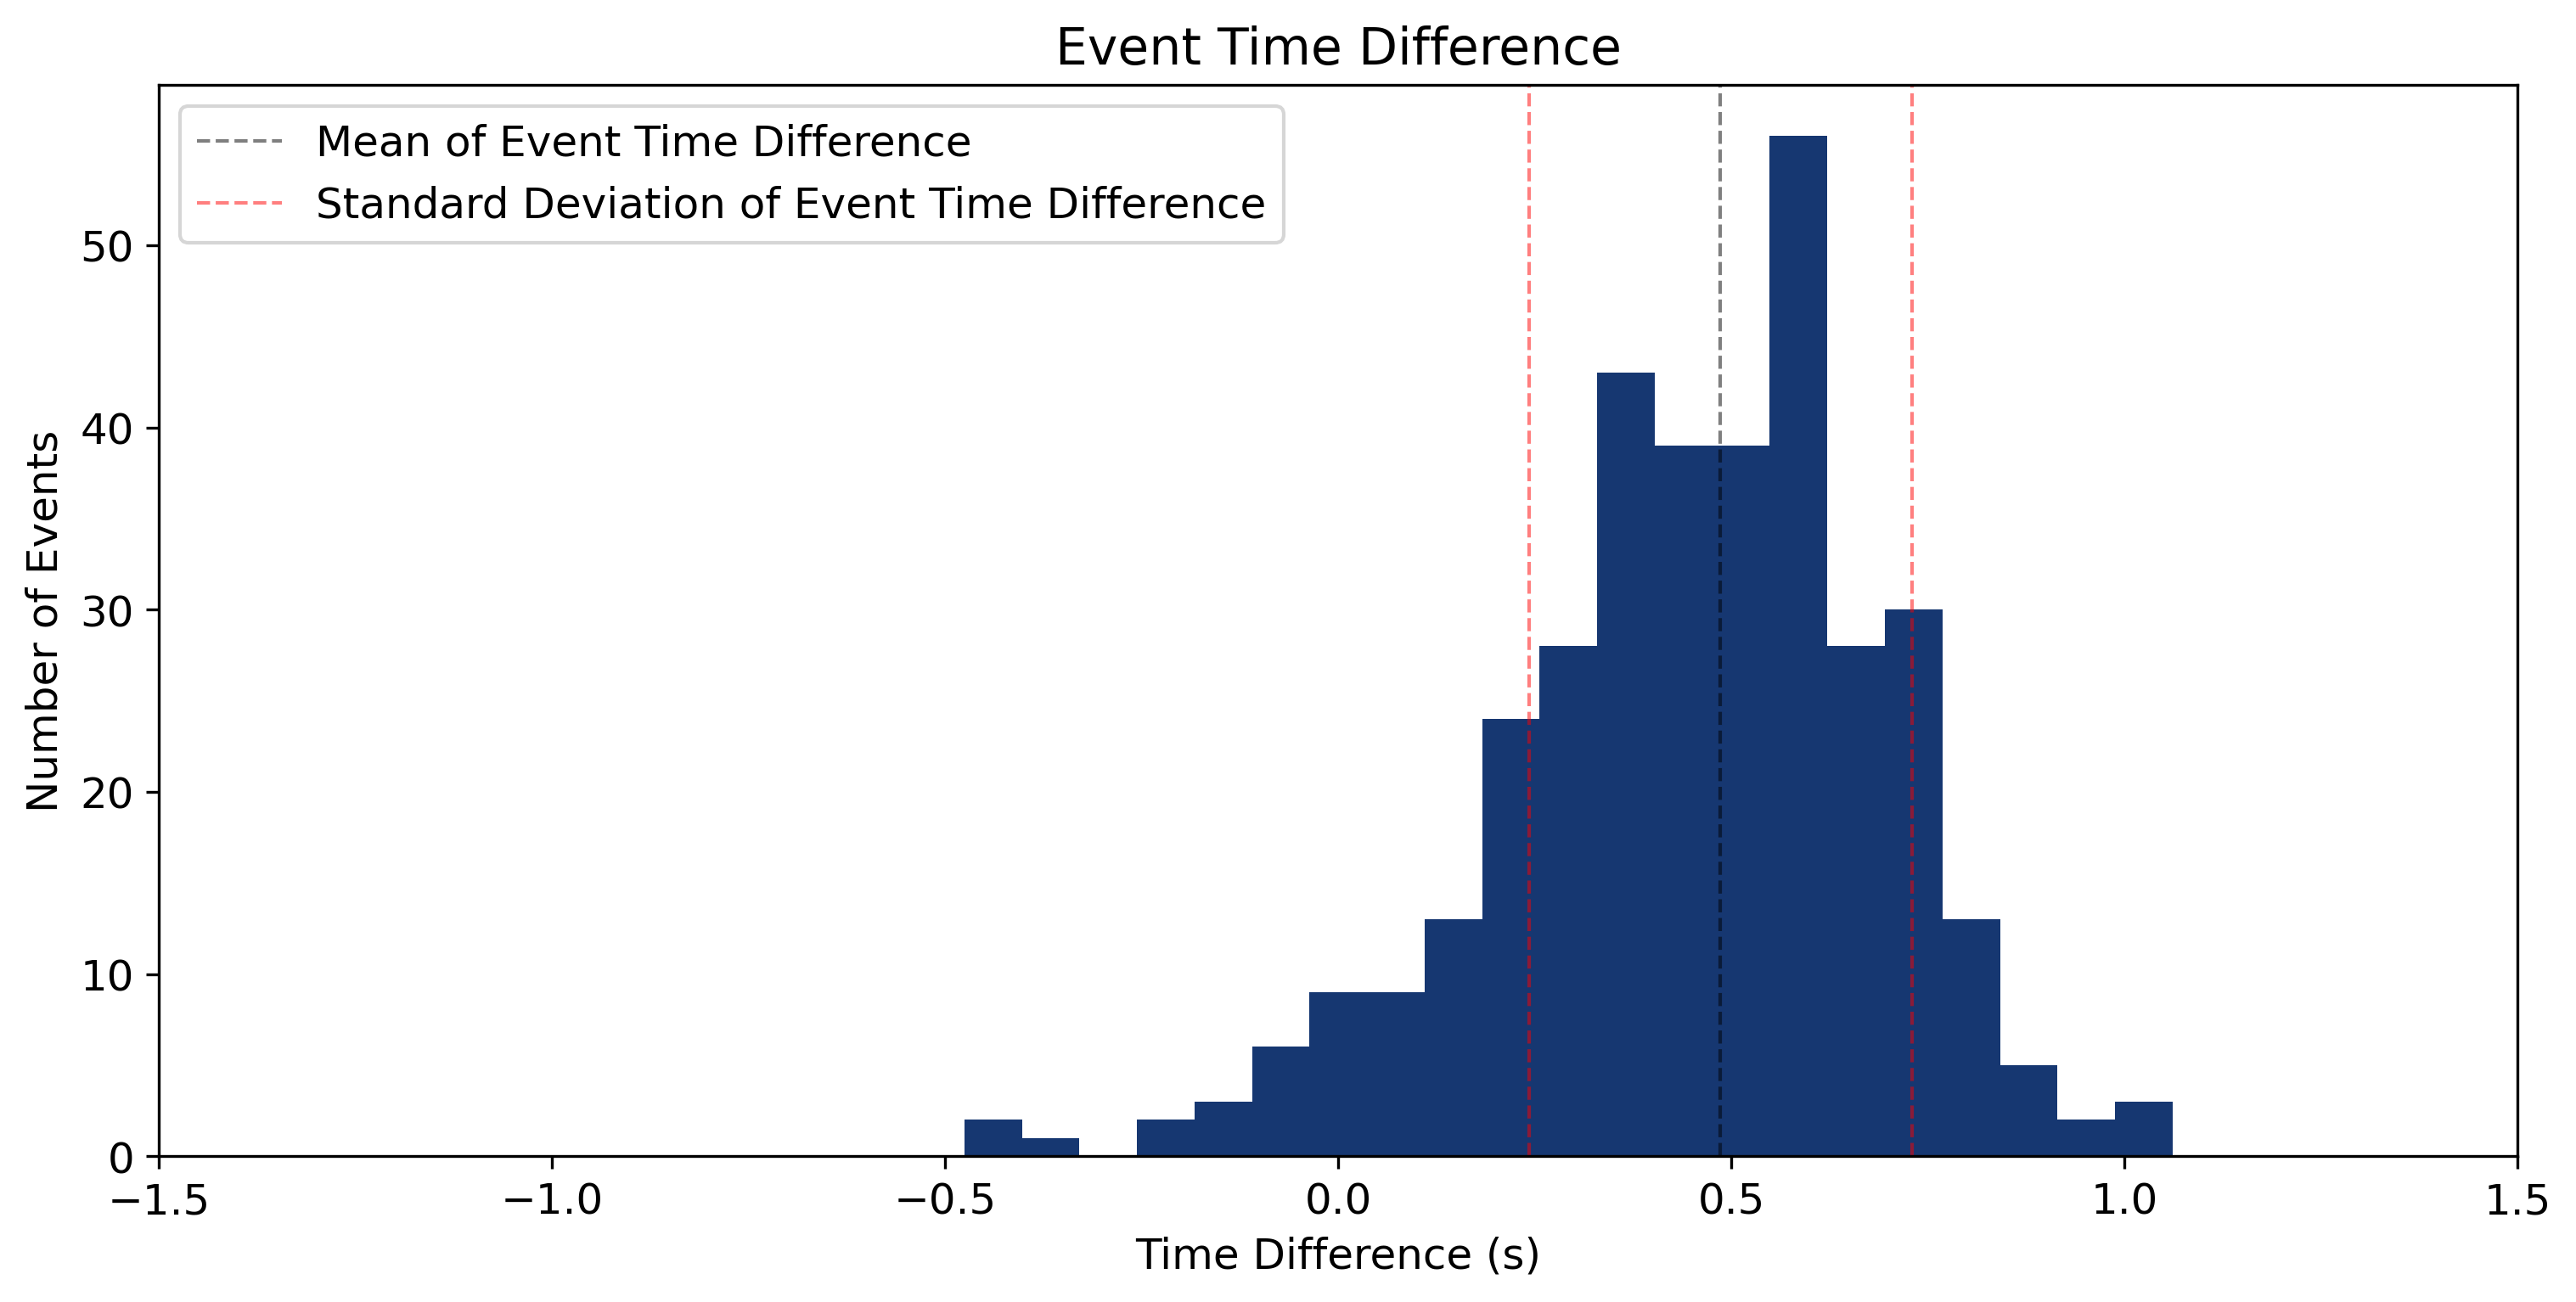 Event Time Difference
Mean of Event Time Difference
Standard Deviation of Event Time Difference
Number of Events
50
40
30
20
10
0
−1.5
−1.0
−0.5
0.0
0.5
1.0
1.5
Time Difference (s)